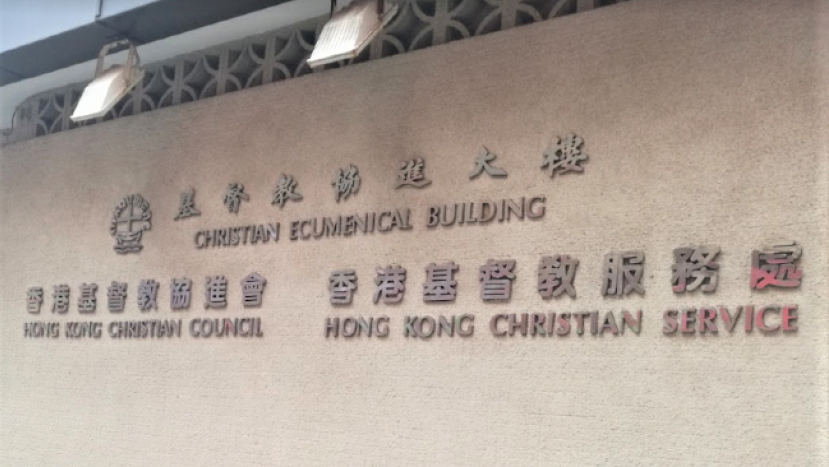 基督教協進大樓
CHRISTIAN ECUMENICAL BUILDING
香港基督教協進會
HONG KONG CHRISTIAN COUNCIL
香港基督教服務處
HONG KONG CHRISTIAN SERVICE